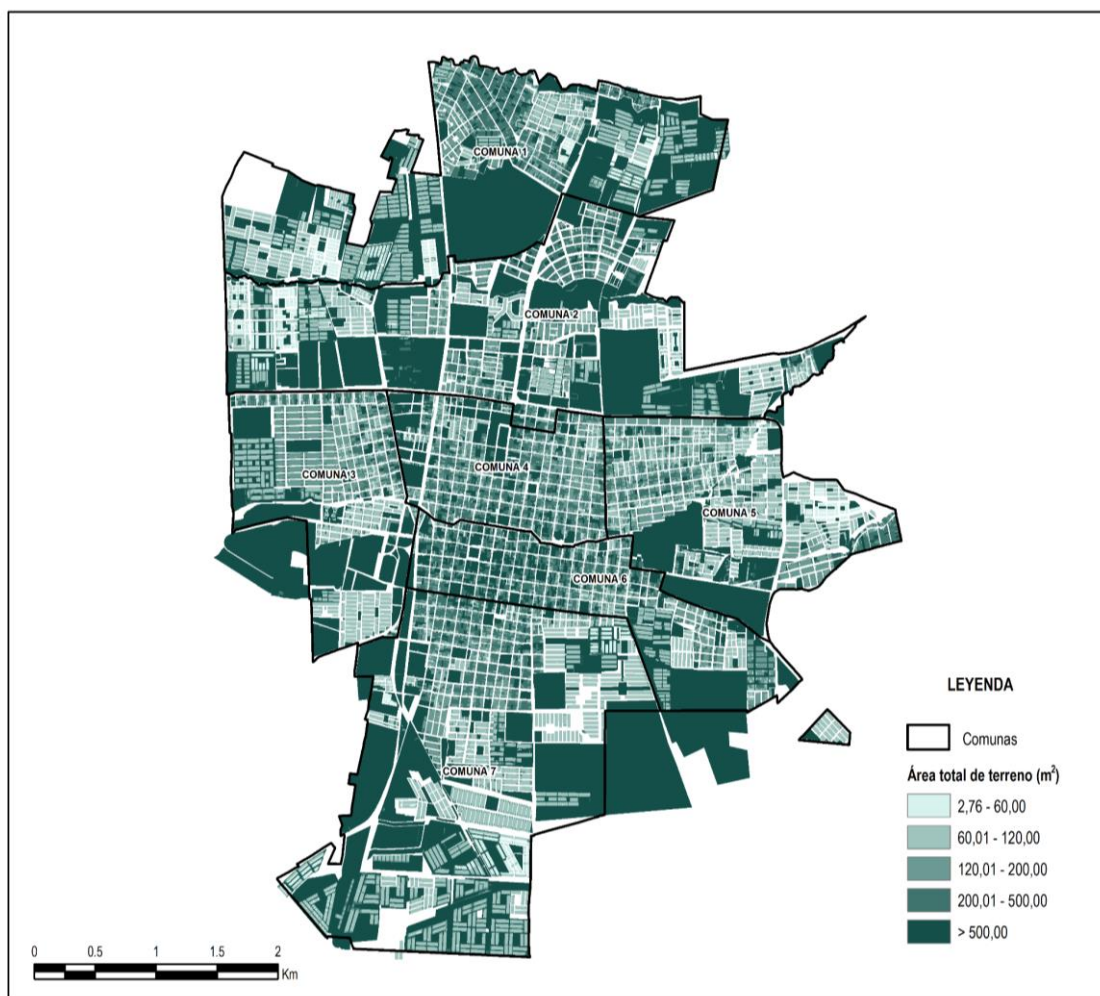 COMUNA 1
COMUNA 2
COMUNA 3
COMUNA 4
COMUNA 5
COMUNA 6
COMUNA 7
LEYENDA
Comunas
Área total de terreno (m²)
2,76 - 60,00
60,01 - 120,00
120,01 - 200,00
200,01 - 500,00
> 500,00
0 0.5 1 1.5 2
Km